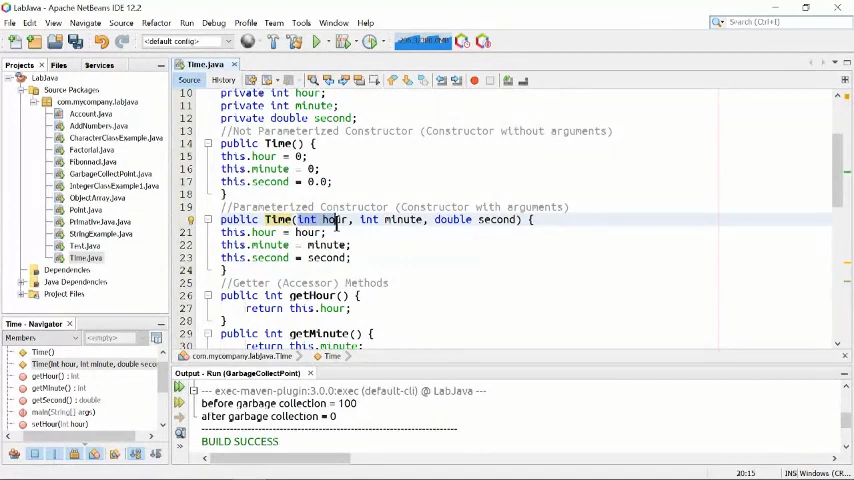 LabJava - Apache NetBeans IDE 12.2
File Edit View Navigate Source Refactor Run Debug Profile Team Tools Window Help
Search (Ctrl+I)
<default config>
Projects Files Services
Time.java
Source History
LabJava
Source Packages
com.mycompany.labjava
Account.java
AddNumbers.java
CharacterClassExample.java
Factorial.java
Fibonnaci.java
GarbageCollectPoint.java
IntegerClassExample1.java
ObjectArray.java
Point.java
PrimativeJava.java
StringExample.java
Test.java
Time.java
Dependencies
Java Dependencies
Project Files
10 private int hour;
11 private int minute;
12 private double second;
13 //Not Parameterized Constructor (Constructor without arguments)
14 public Time() {
15 this.hour = 0;
16 this.minute = 0;
17 this.second = 0.0;
18 }
19 //Parameterized Constructor (Constructor with arguments)
public Time(int hour, int minute, double second) {
21 this.hour = hour;
22 this.minute = minute;
23 this.second = second;
24 }
25 //Getter (Accessor) Methods
26 public int getHour() {
27 return this.hour;
28 }
29 public int getMinute() {
30 return this.minute;
com.mycompany.labjava.Time Time
Time - Navigator
Members <empty>
Time()
Time(int hour, int minute, double seco
getHour() : int
getMinute() : int
getSecond() : double
main(String[] args)
setHour(int hour)
Output - Run (GarbageCollectPoint)
--- exec-maven-plugin:3.0.0:exec (default-cli) @ LabJava ---
before garbage collection = 100
after garbage collection = 0
------------------------------------------------------------------------
BUILD SUCCESS
20:15 INS Windows (CRLF)